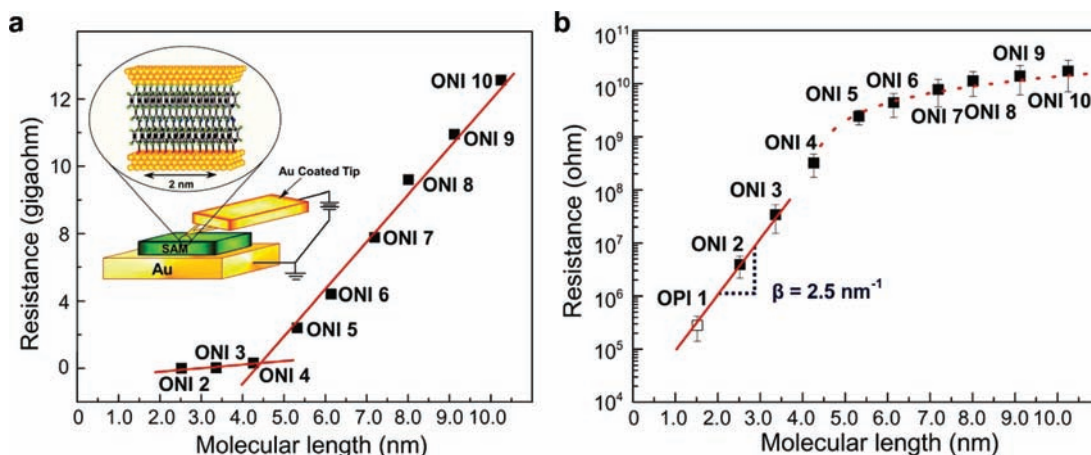 a
Resistance (gigaohm)
12
8
4
0
0.0 1.0 2.0 3.0 4.0 5.0 6.0 7.0 8.0 9.0 10.0
Molecular length (nm)
2 nm
Au Coated Tip
SAM
Au
ONI 2
ONI 3
ONI 4
ONI 5
ONI 6
ONI 7
ONI 8
ONI 9
ONI 10
b
Resistance (ohm)
10¹¹
10¹⁰
10⁹
10⁸
10⁷
10⁶
10⁵
10⁴
0.0 1.0 2.0 3.0 4.0 5.0 6.0 7.0 8.0 9.0 10.0
Molecular length (nm)
OPI 1
ONI 2
ONI 3
ONI 4
ONI 5
ONI 6
ONI 7
ONI 8
ONI 9
ONI 10
β = 2.5 nm⁻¹